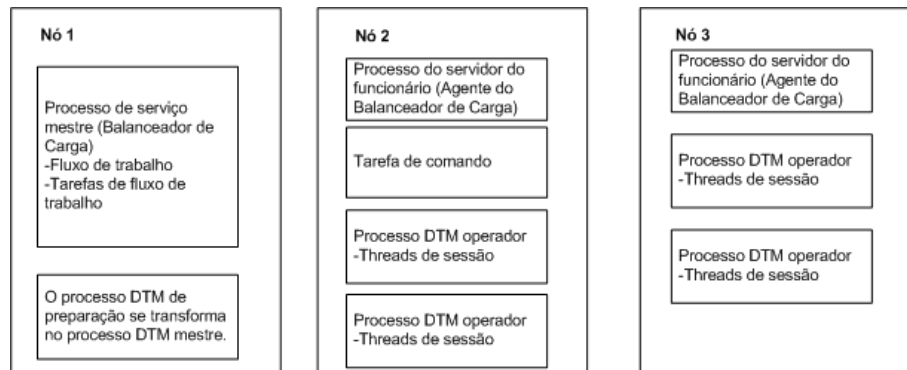 Nó 1
Processo de serviço
mestre (Balanceador de
Carga)
-Fluxo de trabalho
-Tarefas de fluxo de
trabalho
O processo DTM de
preparação se transforma
no processo DTM mestre.
Nó 2
Processo do servidor do
funcionário (Agente do
Balanceador de Carga)
Tarefa de comando
Processo DTM operador
-Threads de sessão
Processo DTM operador
-Threads de sessão
Nó 3
Processo do servidor do
funcionário (Agente do
Balanceador de Carga)
Processo DTM operador
-Threads de sessão
Processo DTM operador
-Threads de sessão